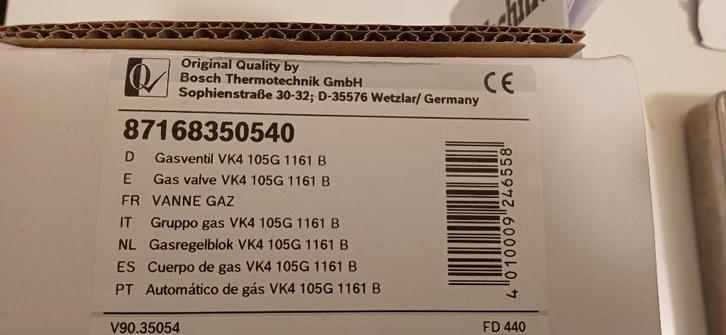 Original Quality by
Bosch Thermotechnik GmbH
Sophienstraße 30-32; D-35576 Wetzlar/ Germany
CE
87168350540
D Gasventil VK4 105G 1161 B
E Gas valve VK4 105G 1161 B
FR VANNE GAZ
IT Gruppo gas VK4 105G 1161 B
NL Gasregelblok VK4 105G 1161 B
ES Cuerpo de gas VK4 105G 1161 B
PT Automático de gás VK4 105G 1161 B
4 010009 246558
V90.35054 FD 440